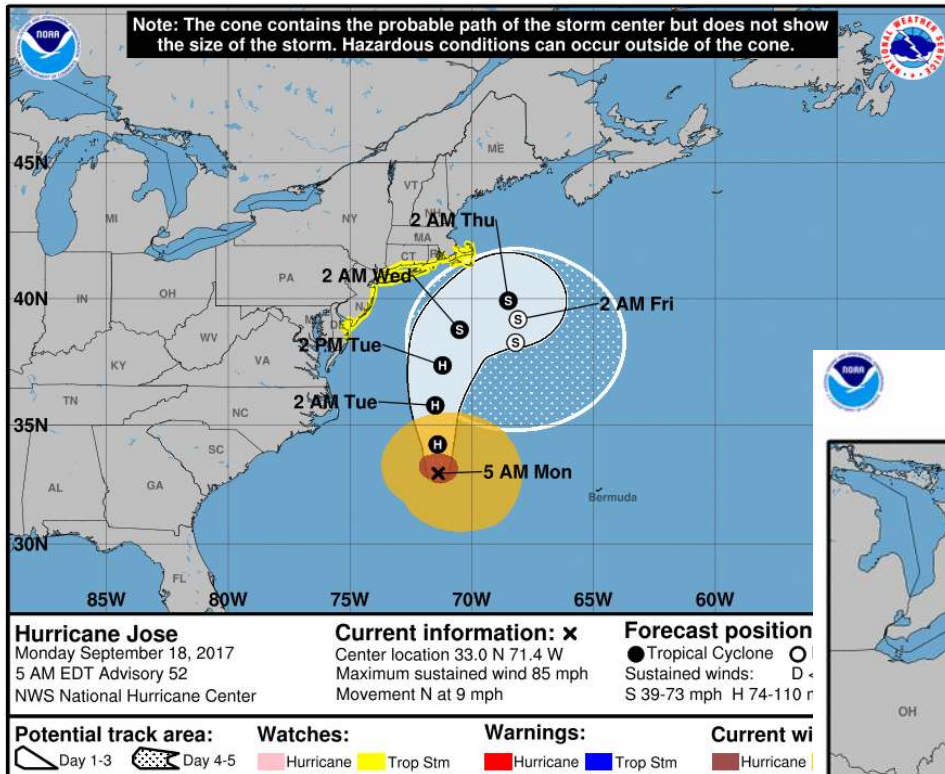 Note: The cone contains the probable path of the storm center but does not show
the size of the storm. Hazardous conditions can occur outside of the cone.
NOAA
NATIONAL WEATHER SERVICE
ME
45N
VT
NH
2 AM Thu
MI
NY
MA
CT
RI
2 AM Wed
PA
40N
2 AM Fri
IN
OH
NJ
MD
DE
WV
2 PM Tue
KY
VA
NOAA
2 AM Tue
TN
NC
35N
SC
5 AM Mon
AL
GA
Bermuda
30N
FL
85W 80W 75W 70W 65W 60W
S
S
S
S
H
H
H
Hurricane Jose
Monday September 18, 2017
5 AM EDT Advisory 52
NWS National Hurricane Center
Current information: ×
Center location 33.0 N 71.4 W
Maximum sustained wind 85 mph
Movement N at 9 mph
Forecast position
Tropical Cyclone
Sustained winds: D <
S 39-73 mph H 74-110 m
OH
Potential track area:
Day 1-3 Day 4-5
Watches:
Hurricane Trop Stm
Warnings:
Hurricane Trop Stm
Current wi
Hurricane